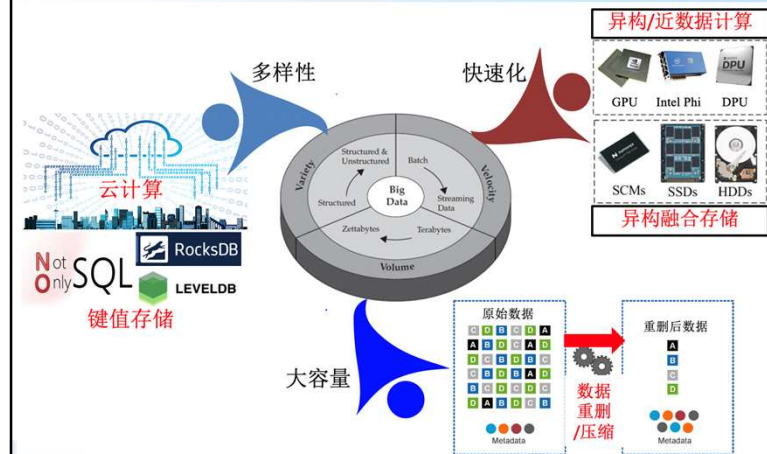 异构/近数据计算
GPU Intel Phi DPU
SCMs SSDs HDDs
异构融合存储
多样性
快速化
云计算
Not Only SQL
RocksDB
LEVELDB
键值存储
Variety
Structured & Unstructured
Structured
Velocity
Batch
Streaming Data
Big Data
Zettabytes
Terabytes
Volume
大容量
原始数据
C D B C D A
A B D C A D
C D B D B C
C B D B A D
B C D C D C
D A B D C B
Metadata
数据
重删
/压缩
重删后数据
A
B
C
D
Metadata